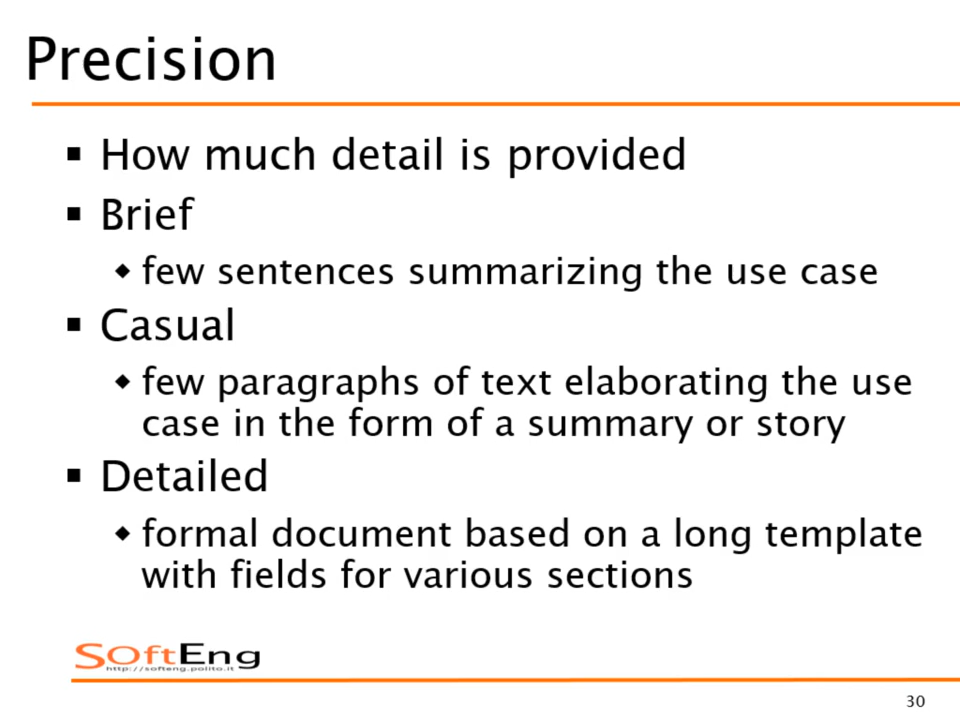 Precision
▪ How much detail is provided
▪ Brief
◆ few sentences summarizing the use case
▪ Casual
◆ few paragraphs of text elaborating the use
case in the form of a summary or story
▪ Detailed
◆ formal document based on a long template
with fields for various sections
SOftEng
http://softeng.polito.it
30